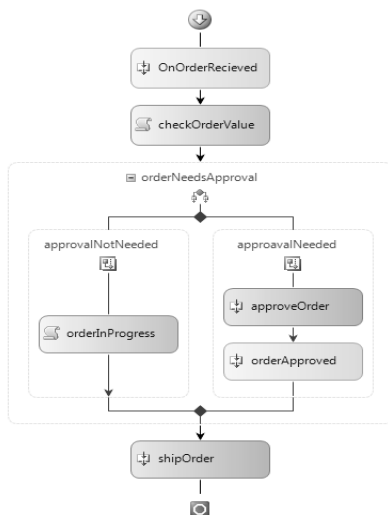 OnOrderRecieved
checkOrderValue
orderNeedsApproval
approvalNotNeeded
approavalNeeded
orderInProgress
approveOrder
orderApproved
shipOrder